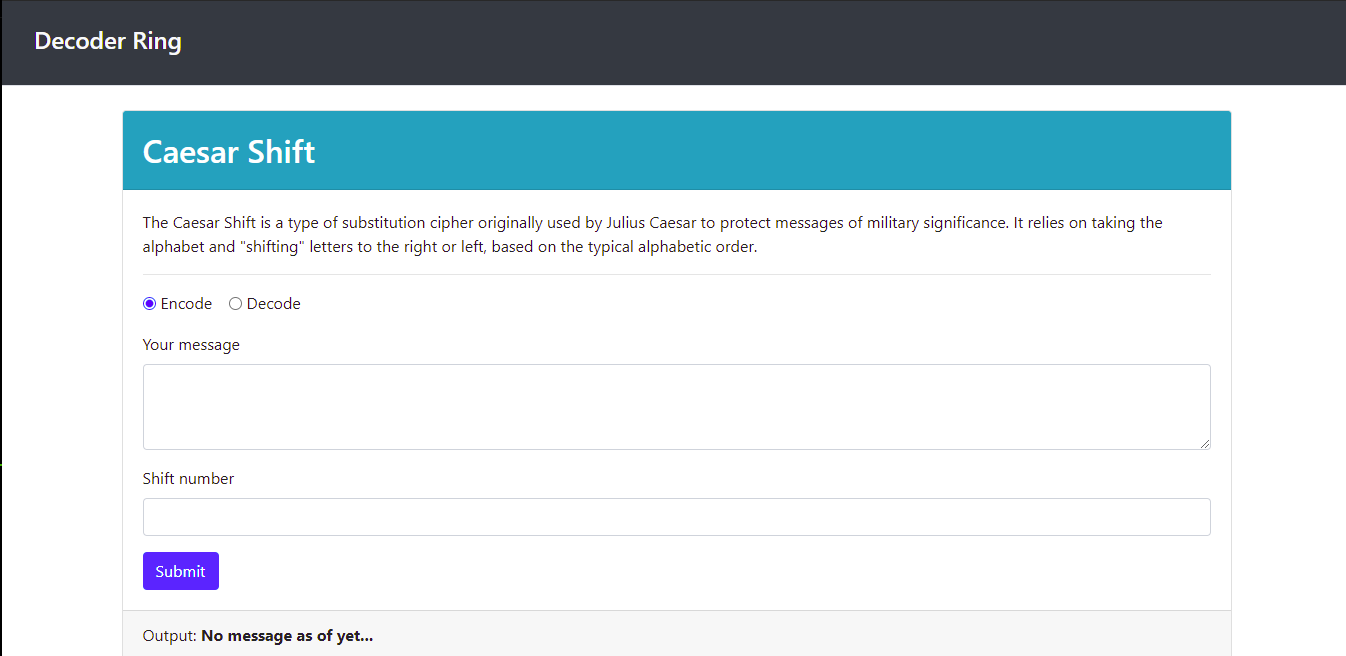 Decoder Ring
Caesar Shift
The Caesar Shift is a type of substitution cipher originally used by Julius Caesar to protect messages of military significance. It relies on taking the
alphabet and "shifting" letters to the right or left, based on the typical alphabetic order.
Encode Decode
Your message
Shift number
Submit
Output: No message as of yet...